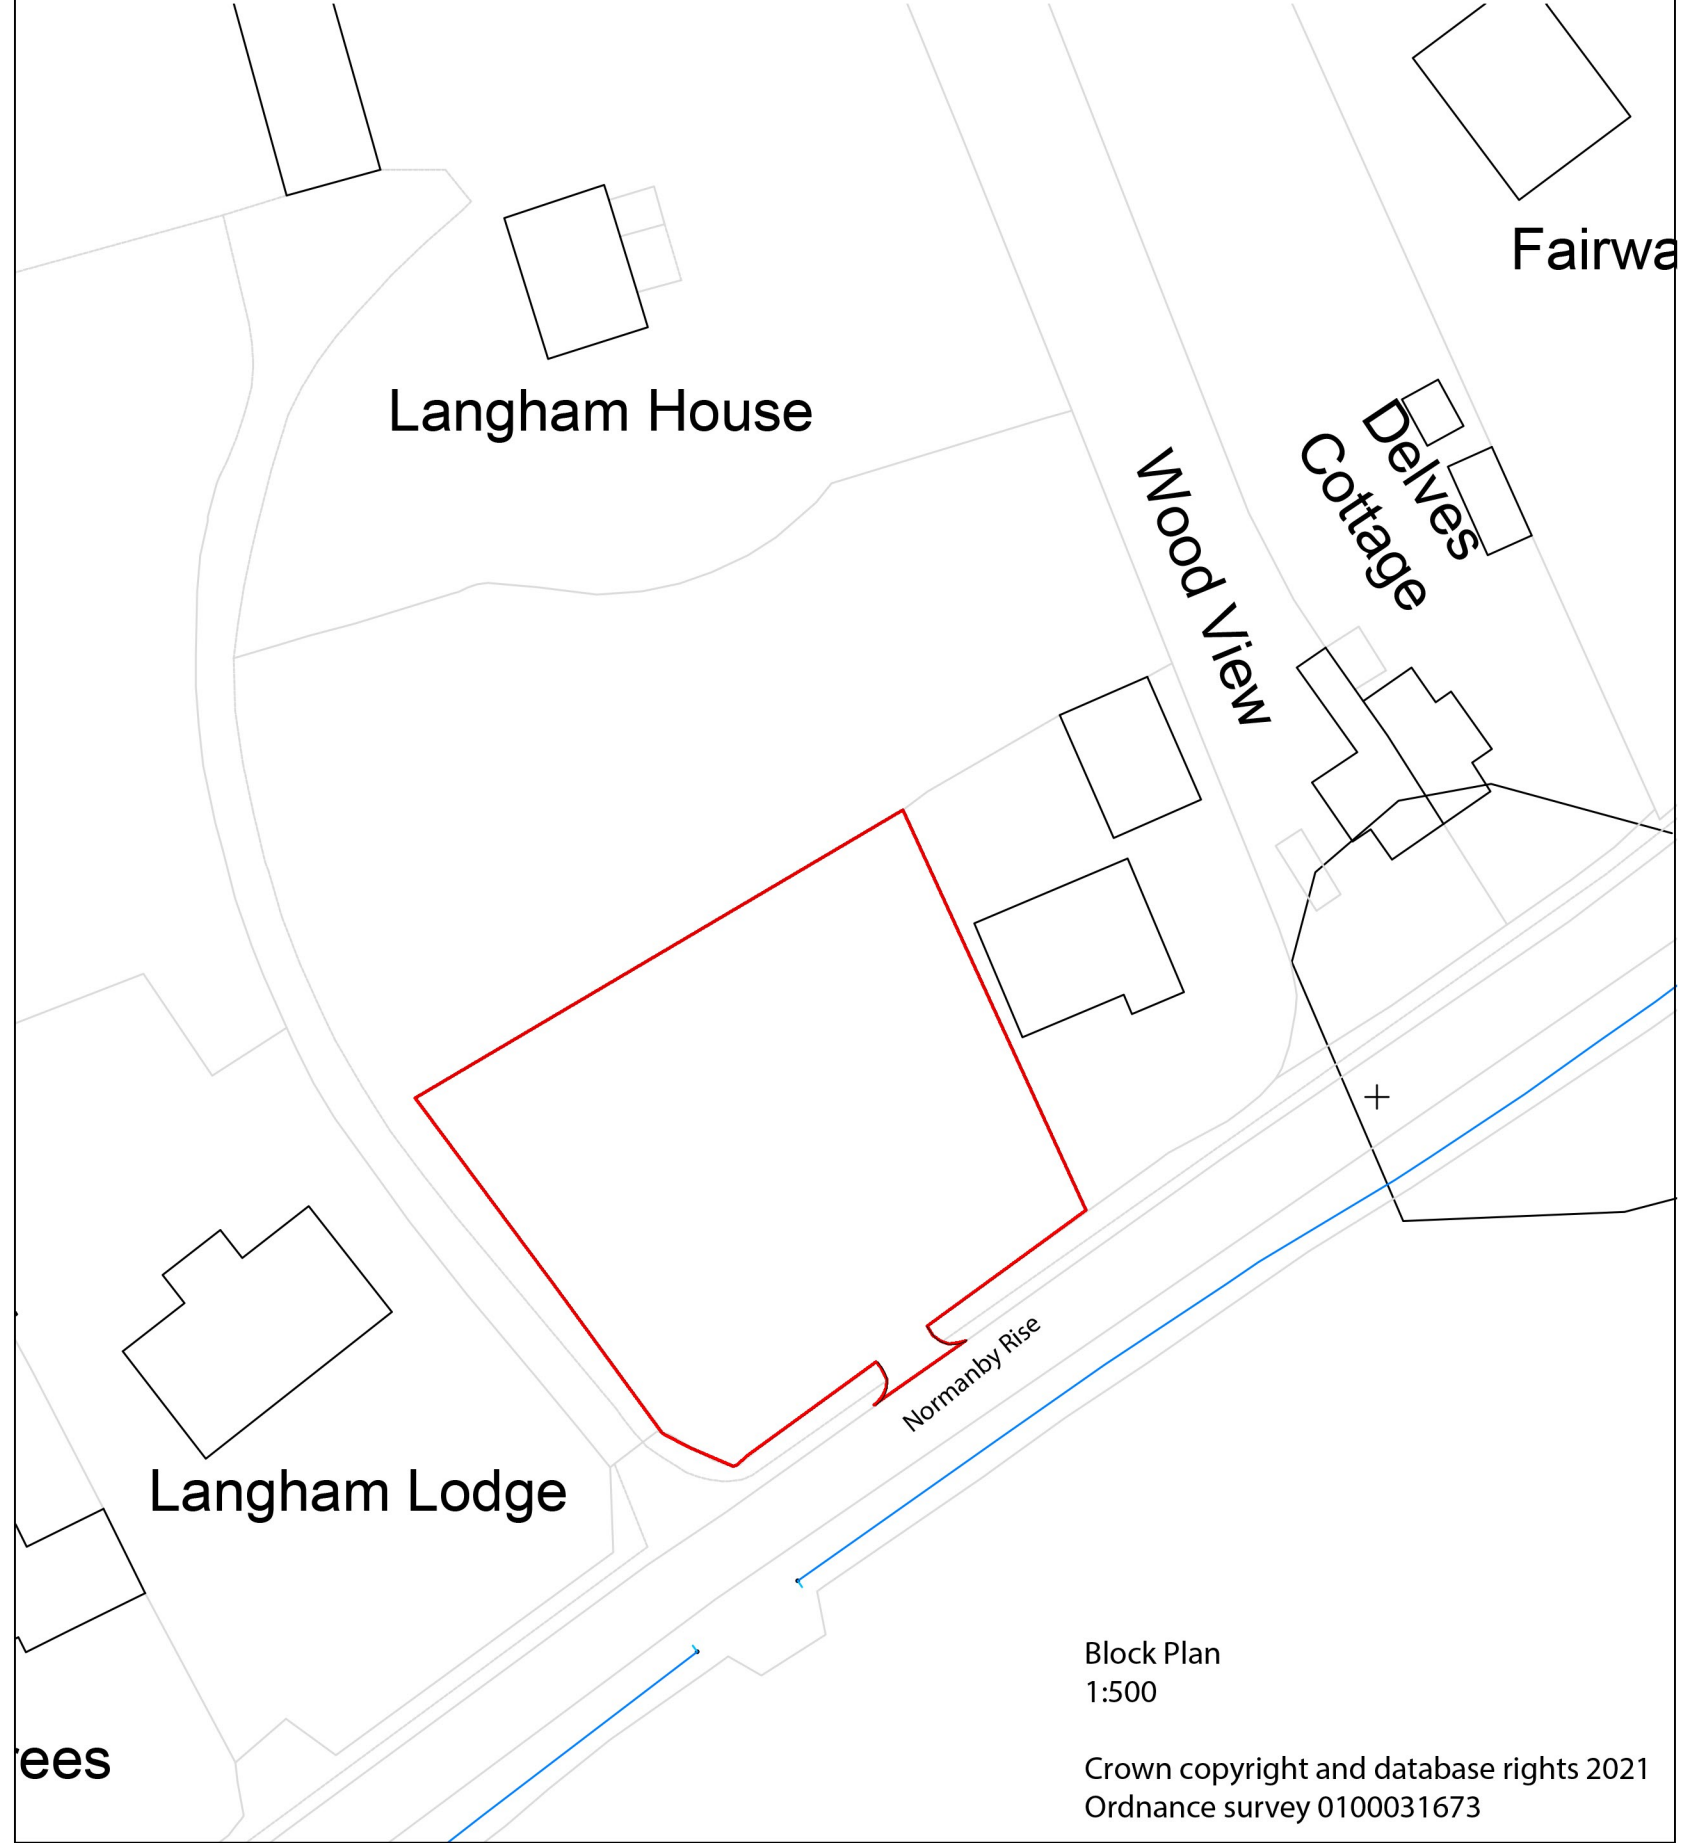 Fairwa
Langham House
Delves
Cottage
Wood View
Normanby Rise
Langham Lodge
Block Plan
1:500
rees
Crown copyright and database rights 2021
Ordnance survey 0100031673